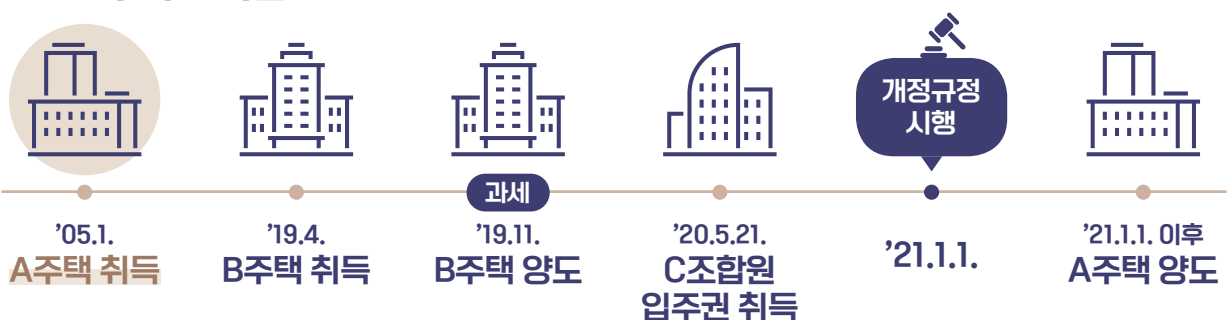 개정규정
시행
과세
’05.1.
A주택 취득
’19.4.
B주택 취득
’19.11.
B주택 양도
’20.5.21.
C조합원
입주권 취득
’21.1.1.
’21.1.1. 이후
A주택 양도